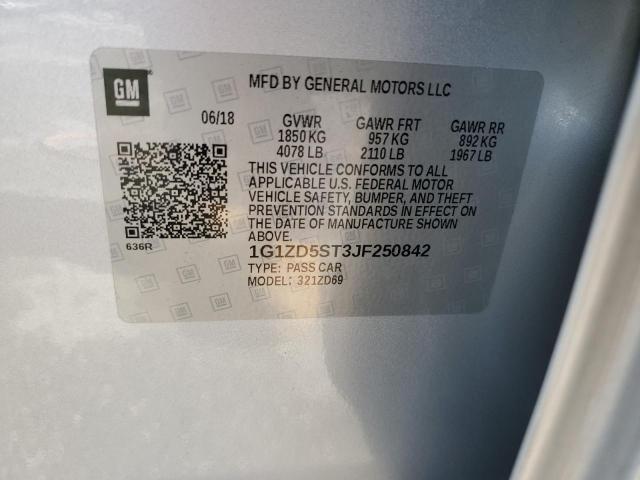 GM
MFD BY GENERAL MOTORS LLC
06/18 GVWR GAWR FRT GAWR RR
1850 KG 957 KG 892 KG
4078 LB 2110 LB 1967 LB
THIS VEHICLE CONFORMS TO ALL
APPLICABLE U.S. FEDERAL MOTOR
VEHICLE SAFETY, BUMPER, AND THEFT
PREVENTION STANDARDS IN EFFECT ON
THE DATE OF MANUFACTURE SHOWN
ABOVE.
636R
1G1ZD5ST3JF250842
TYPE: PASS CAR
MODEL: 321ZD69